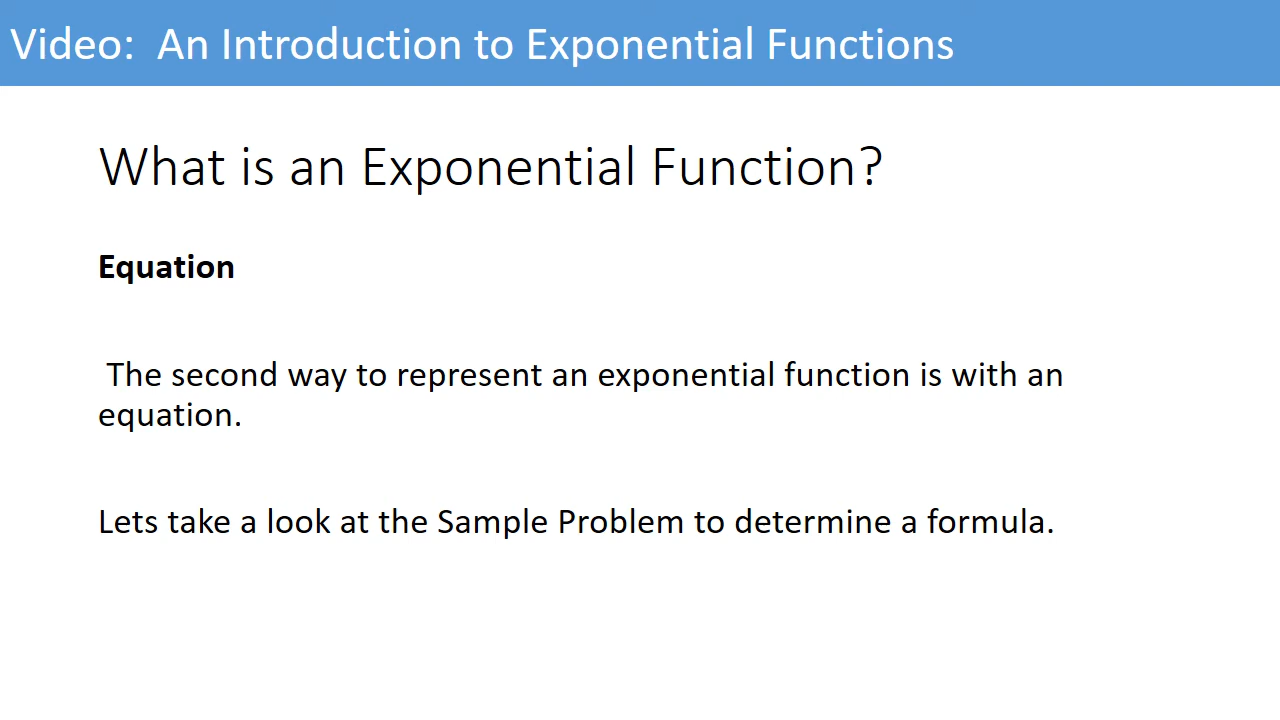 Video:  An Introduction to Exponential Functions
What is an Exponential Function?
Equation
The second way to represent an exponential function is with an
equation.
Lets take a look at the Sample Problem to determine a formula.